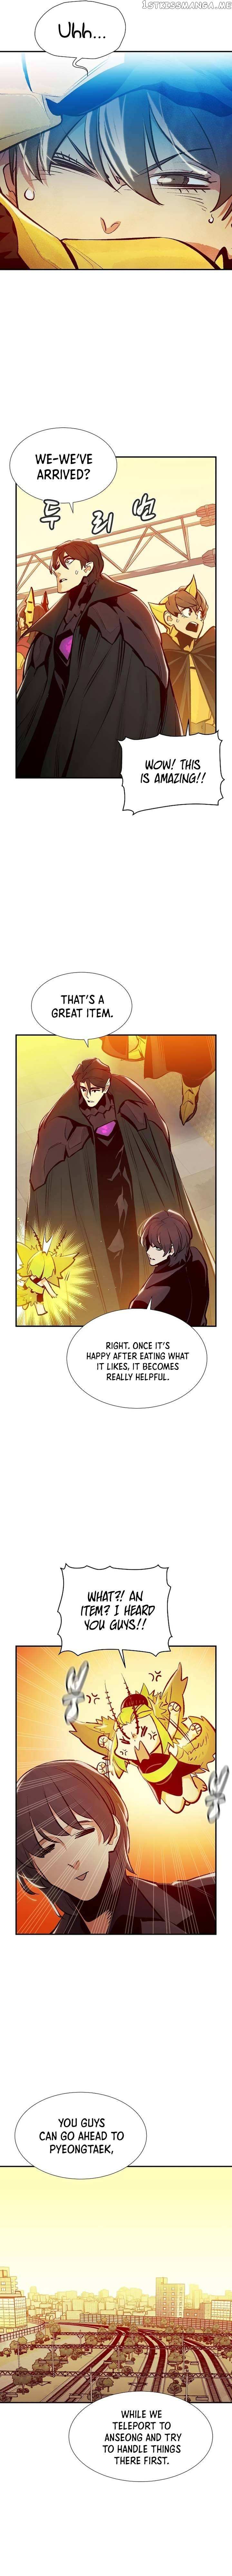 1STKISSMANGA.ME
Uhh...
WE-WE'VE
ARRIVED?
두리번
WOW! THIS
IS AMAZING!!
THAT'S A
GREAT ITEM.
RIGHT. ONCE IT'S
HAPPY AFTER EATING WHAT
IT LIKES, IT BECOMES
REALLY HELPFUL.
WHAT?! AN
ITEM? I HEARD
YOU GUYS!!
YOU GUYS
CAN GO AHEAD TO
PYEONGTAEK,
WHILE WE
TELEPORT TO
ANSEONG AND TRY
TO HANDLE THINGS
THERE FIRST.